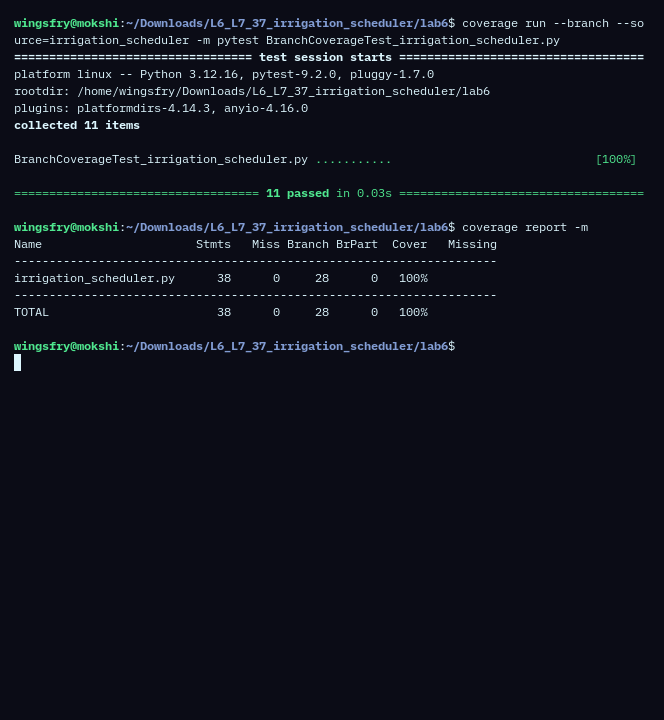 wingsfry@mokshi:~/Downloads/L6_L7_37_irrigation_scheduler/lab6$ coverage run --branch --so
urce=irrigation_scheduler -m pytest BranchCoverageTest_irrigation_scheduler.py
================================== test session starts ===================================
platform linux -- Python 3.12.16, pytest-9.2.0, pluggy-1.7.0
rootdir: /home/wingsfry/Downloads/L6_L7_37_irrigation_scheduler/lab6
plugins: platformdirs-4.14.3, anyio-4.16.0
collected 11 items
BranchCoverageTest_irrigation_scheduler.py ...........                             [100%]
=================================== 11 passed in 0.03s ===================================
wingsfry@mokshi:~/Downloads/L6_L7_37_irrigation_scheduler/lab6$ coverage report -m
Name                      Stmts   Miss Branch BrPart  Cover   Missing
---------------------------------------------------------------------
irrigation_scheduler.py      38      0     28      0   100%
---------------------------------------------------------------------
TOTAL                        38      0     28      0   100%
wingsfry@mokshi:~/Downloads/L6_L7_37_irrigation_scheduler/lab6$